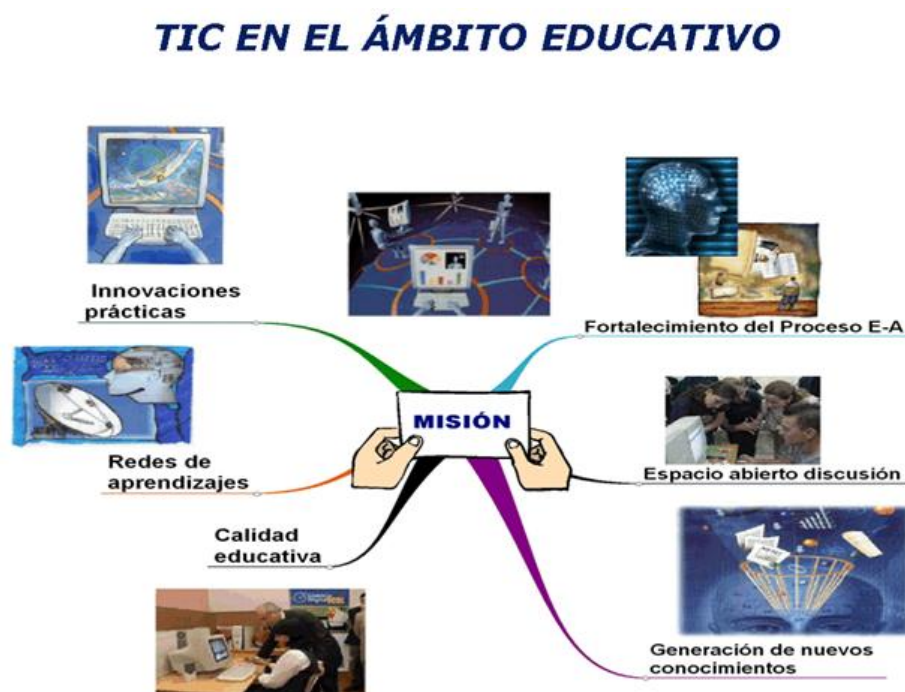 TIC EN EL ÁMBITO EDUCATIVO
Innovaciones
prácticas
Fortalecimiento del Proceso E-A
MISIÓN
Redes de
aprendizajes
Espacio abierto discusión
Calidad
educativa
Generación de nuevos
conocimientos